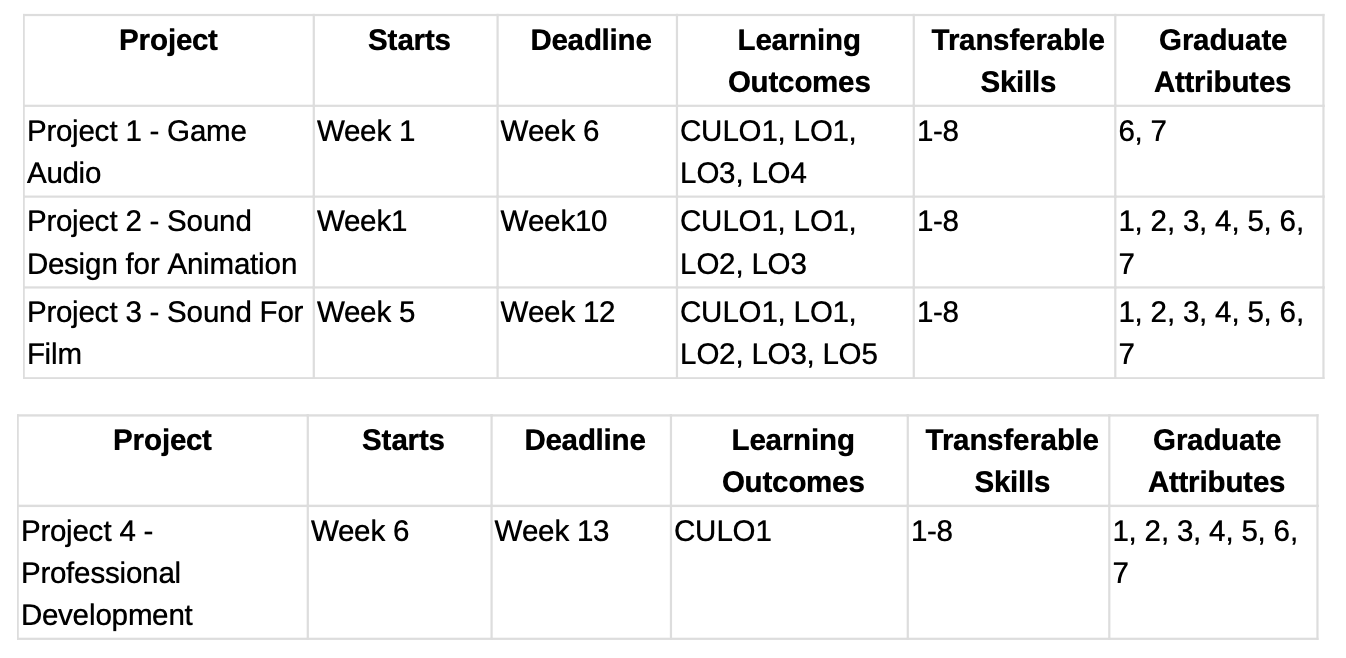 Project Starts Deadline Learning Transferable Graduate
Outcomes Skills Attributes
Project 1 - Game Week 1 Week 6 CULO1, LO1, 1-8 6, 7
Audio LO3, LO4
Project 2 - Sound Week1 Week10 CULO1, LO1, 1-8 1, 2, 3, 4, 5, 6,
Design for Animation LO2, LO3 7
Project 3 - Sound For Week 5 Week 12 CULO1, LO1, 1-8 1, 2, 3, 4, 5, 6,
Film LO2, LO3, LO5 7
Project Starts Deadline Learning Transferable Graduate
Outcomes Skills Attributes
Project 4 - Week 6 Week 13 CULO1 1-8 1, 2, 3, 4, 5, 6,
Professional 7
Development